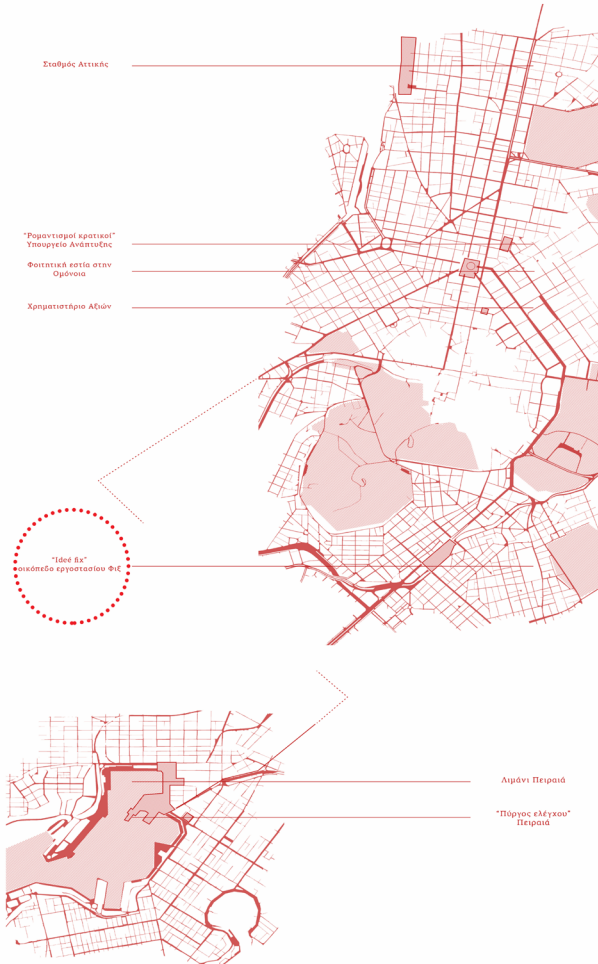 Σταθμός Αττικής
"Ρομαντισμοί κρατικοί"
Υπουργείο Ανάπτυξης
Φοιτητική εστία στην
Ομόνοια
Χρηματιστήριο Αξιών
"Ideé fix"
οικόπεδο εργοστασίου Φιξ
Λιμάνι Πειραιά
"Πύργος ελέγχου"
Πειραιά